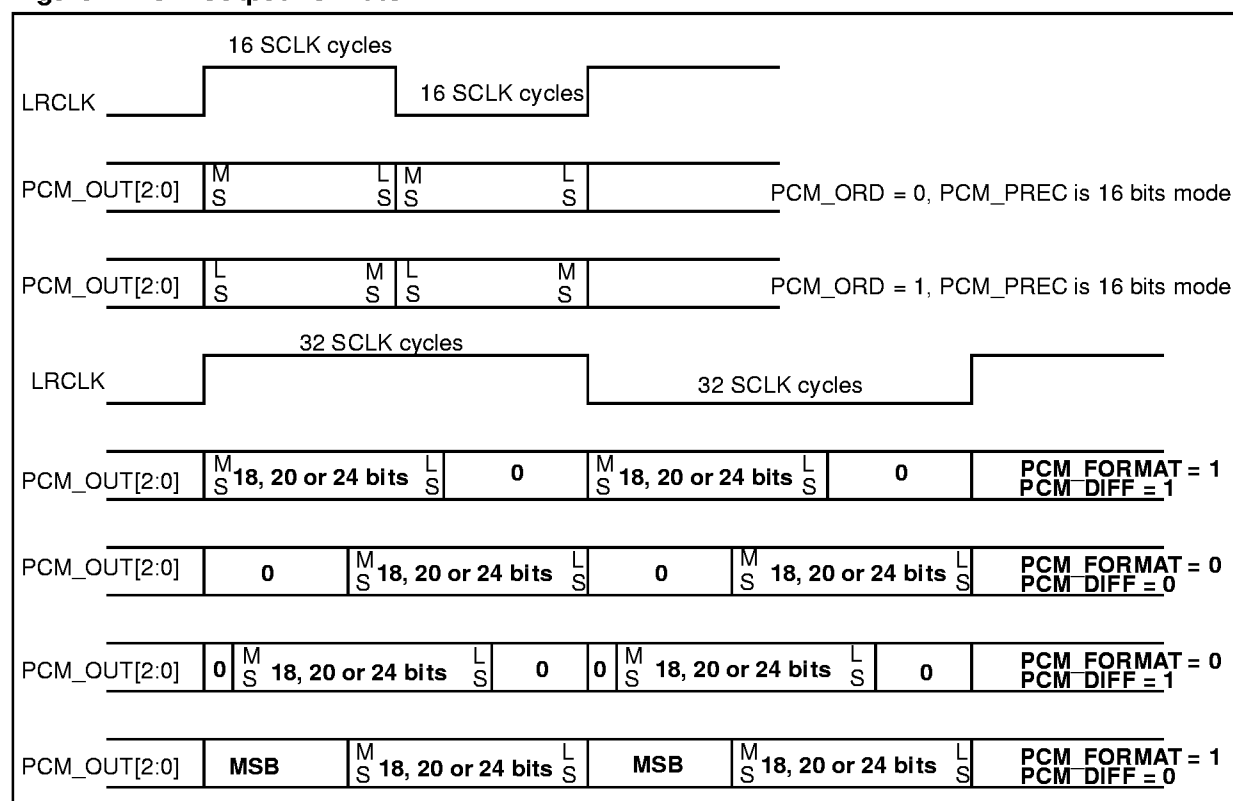 16 SCLK cycles
LRCLK
16 SCLK cycles
PCM_OUT[2:0] M S L S M S L S PCM_ORD = 0, PCM_PREC is 16 bits mode
PCM_OUT[2:0] L S M S L S M S PCM_ORD = 1, PCM_PREC is 16 bits mode
32 SCLK cycles
LRCLK
32 SCLK cycles
PCM_OUT[2:0] M S 18, 20 or 24 bits L S 0 M S 18, 20 or 24 bits L S 0 PCM_FORMAT = 1
PCM_DIFF = 1
PCM_OUT[2:0] 0 M S 18, 20 or 24 bits L S 0 M S 18, 20 or 24 bits L S PCM_FORMAT = 0
PCM_DIFF = 0
PCM_OUT[2:0] 0 M S 18, 20 or 24 bits L S 0 0 M S 18, 20 or 24 bits L S 0 PCM_FORMAT = 0
PCM_DIFF = 1
PCM_OUT[2:0] MSB M S 18, 20 or 24 bits L S MSB M S 18, 20 or 24 bits L S PCM_FORMAT = 1
PCM_DIFF = 0